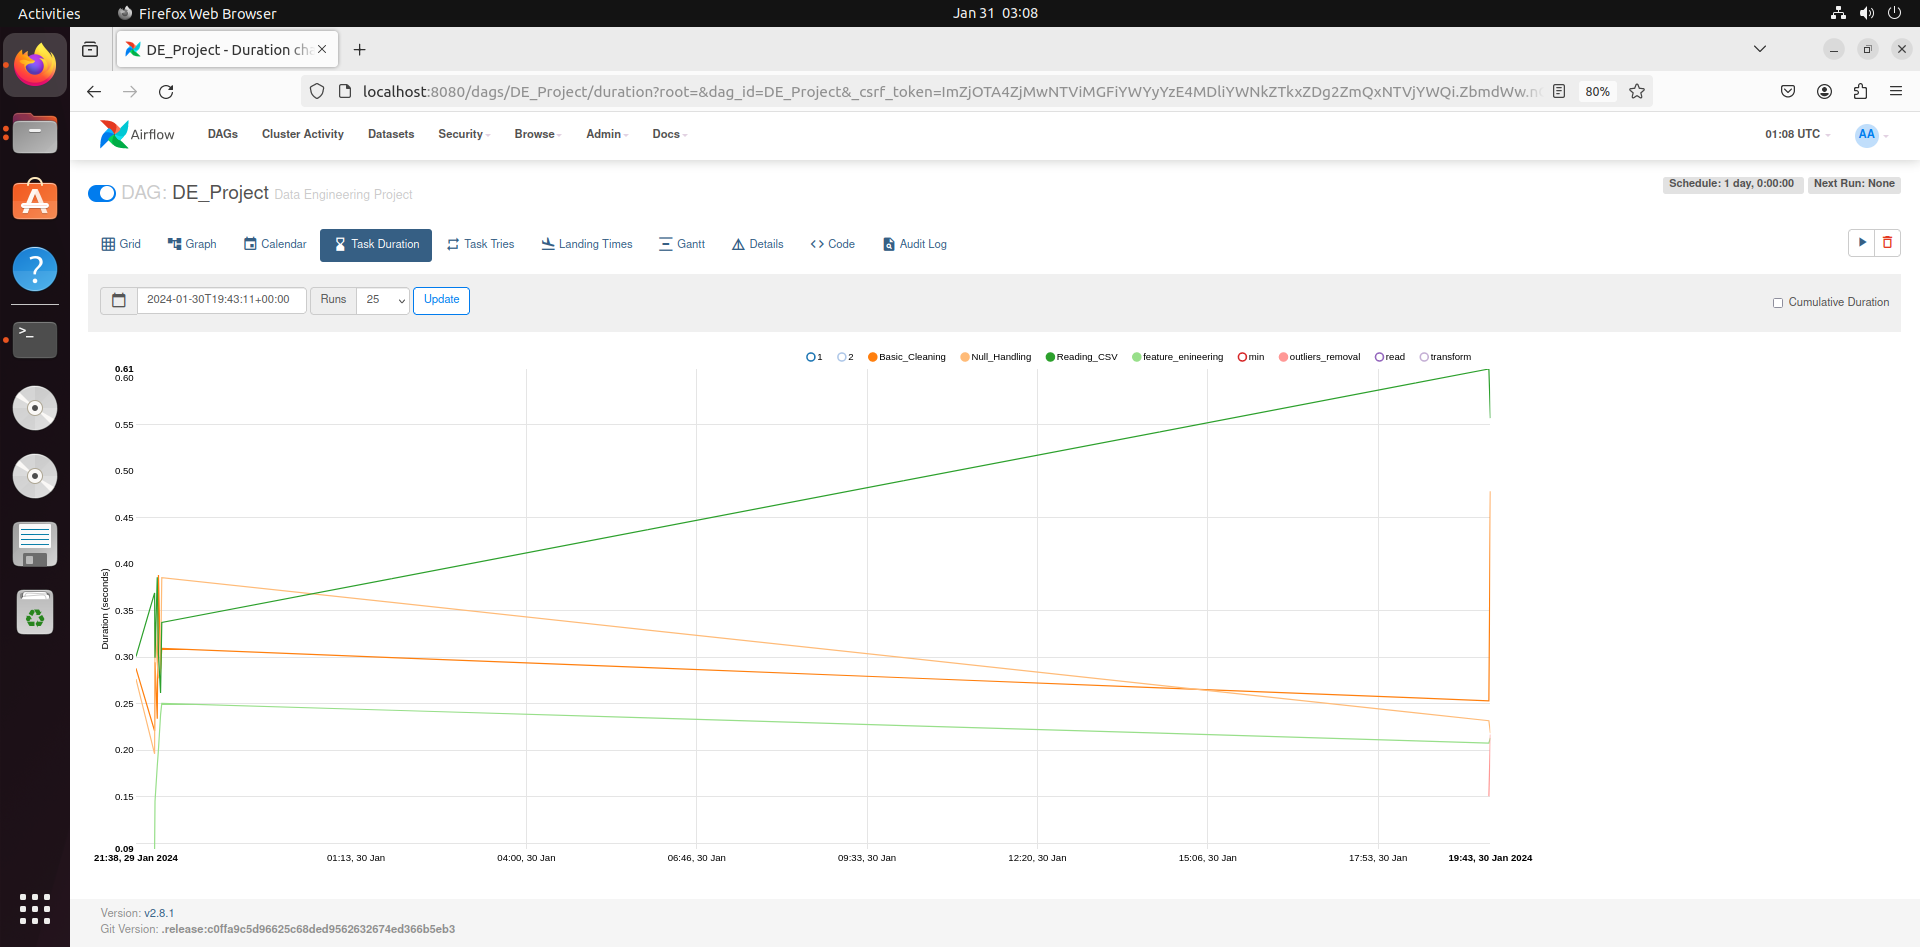 Activities
Firefox Web Browser
Jan 31 03:08
DE_Project - Duration cha
localhost:8080/dags/DE_Project/duration?root=&dag_id=DE_Project&_csrf_token=
80%
Airflow
DAGs
Cluster Activity
Datasets
Security
Browse
Admin
Docs
01:08 UTC
AA
DAG: DE_Project Data Engineering Project
Schedule: 1 day, 0:00:00
Next Run: None
Grid
Graph
Calendar
Task Duration
Task Tries
Landing Times
Gantt
Details
Code
Audit Log
2024-01-30T19:43:11+00:00
Runs
25
Update
Cumulative Duration
1
2
Basic_Cleaning
Null_Handling
Reading_CSV
feature_enineering
min
outliers_removal
read
transform
0.61
0.60
0.55
0.50
0.45
0.40
0.35
0.30
0.25
0.20
0.15
0.09
Duration (seconds)
21:38, 29 Jan 2024
01:13, 30 Jan
04:00, 30 Jan
06:46, 30 Jan
09:33, 30 Jan
12:20, 30 Jan
15:06, 30 Jan
17:53, 30 Jan
19:43, 30 Jan 2024
Version: v2.8.1
Git Version: .release:c0ffa9c5d96625c68ded9562632674ed366b5eb3